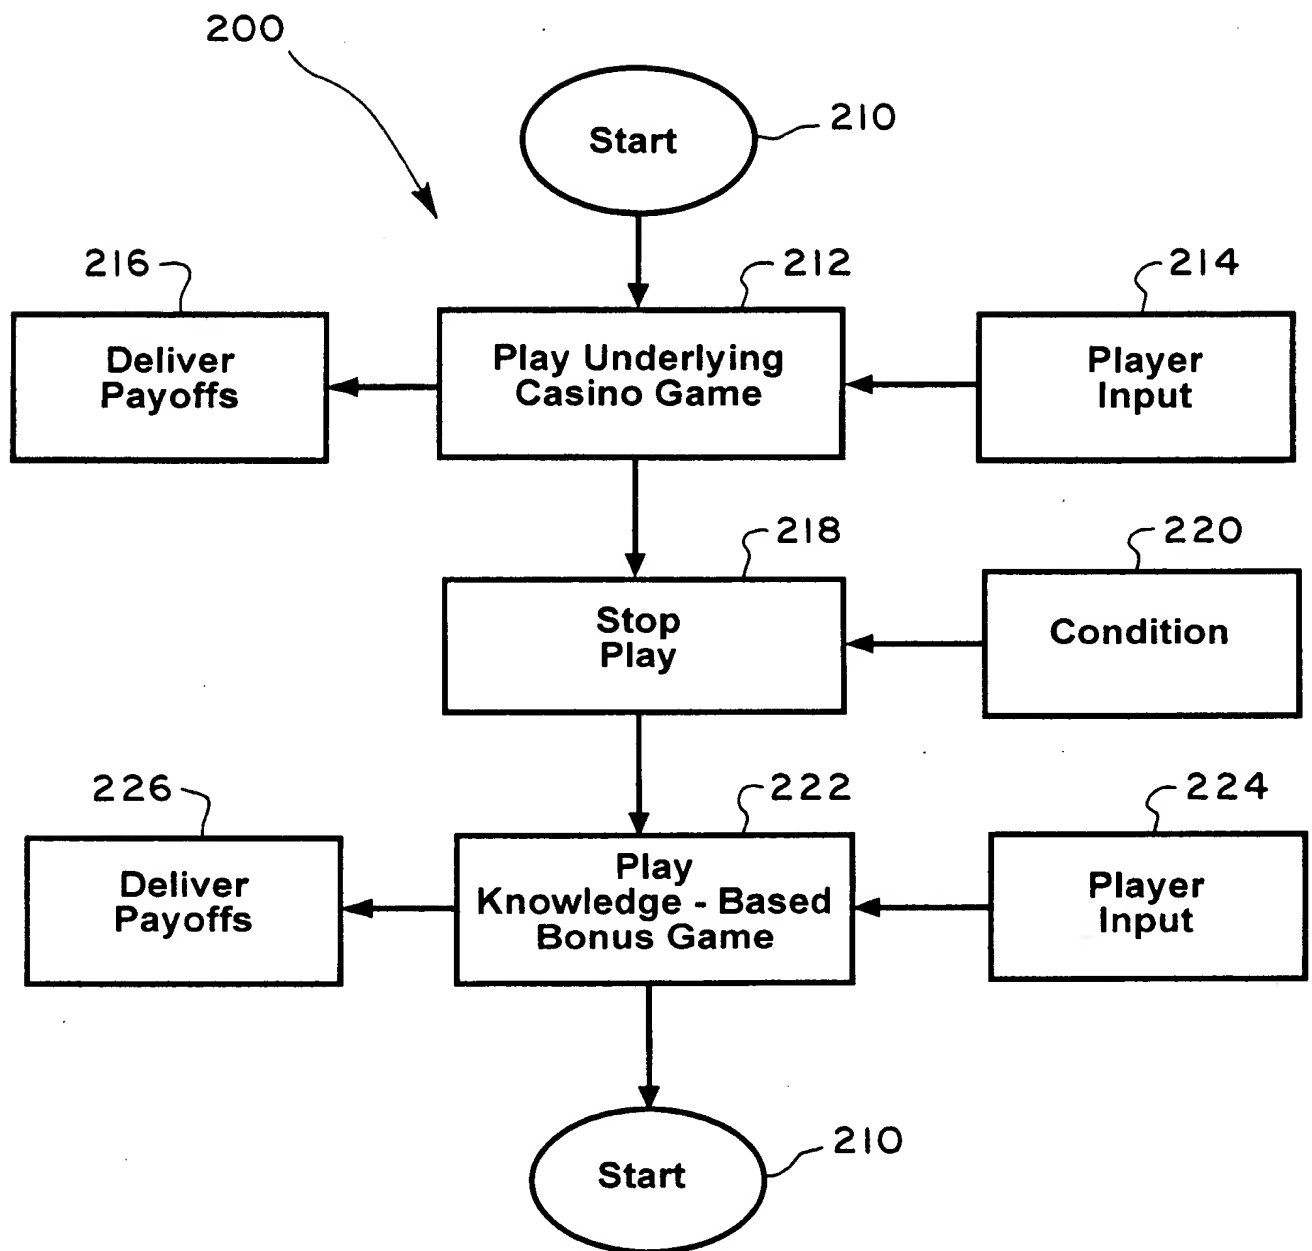 200
Start
210
216
212
214
Deliver
Payoffs
Play Underlying
Casino Game
Player
Input
218
220
Stop
Play
Condition
226
222
224
Deliver
Payoffs
Play
Knowledge - Based
Bonus Game
Player
Input
210
Start